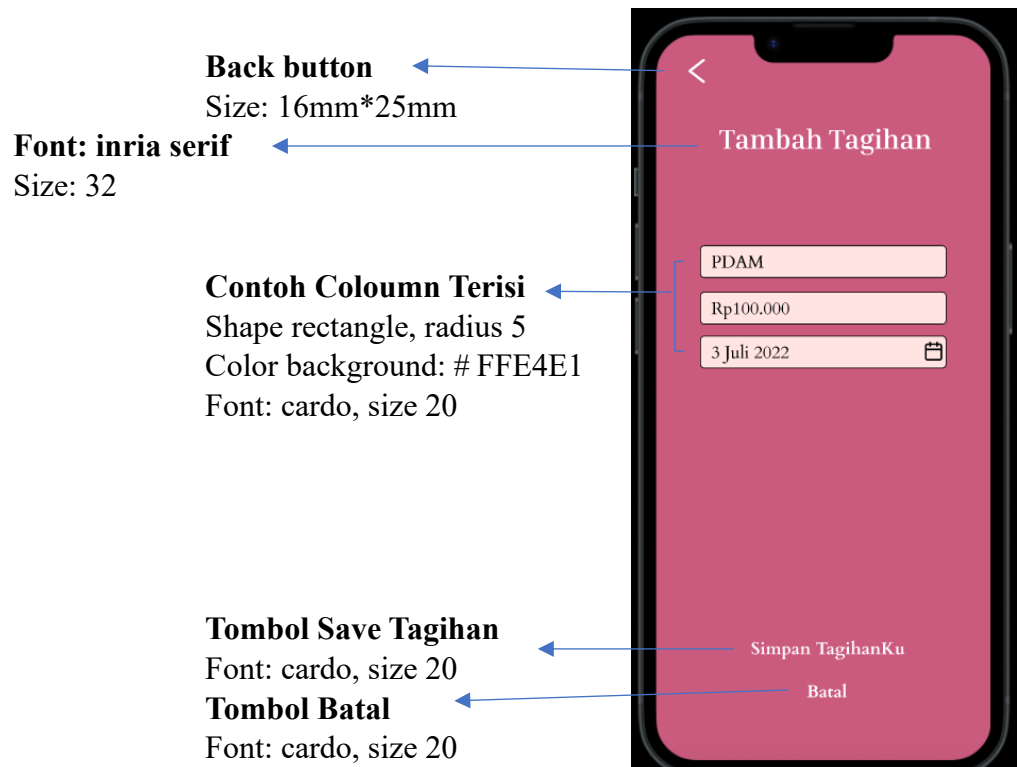 Back button
Size: 16mm*25mm
Font: inria serif
Size: 32
Contoh Coloumn Terisi
Shape rectangle, radius 5
Color background: # FFE4E1
Font: cardo, size 20
Tombol Save Tagihan
Font: cardo, size 20
Tombol Batal
Font: cardo, size 20
Tambah Tagihan
PDAM
Rp100.000
3 Juli 2022
Simpan TagihanKu
Batal